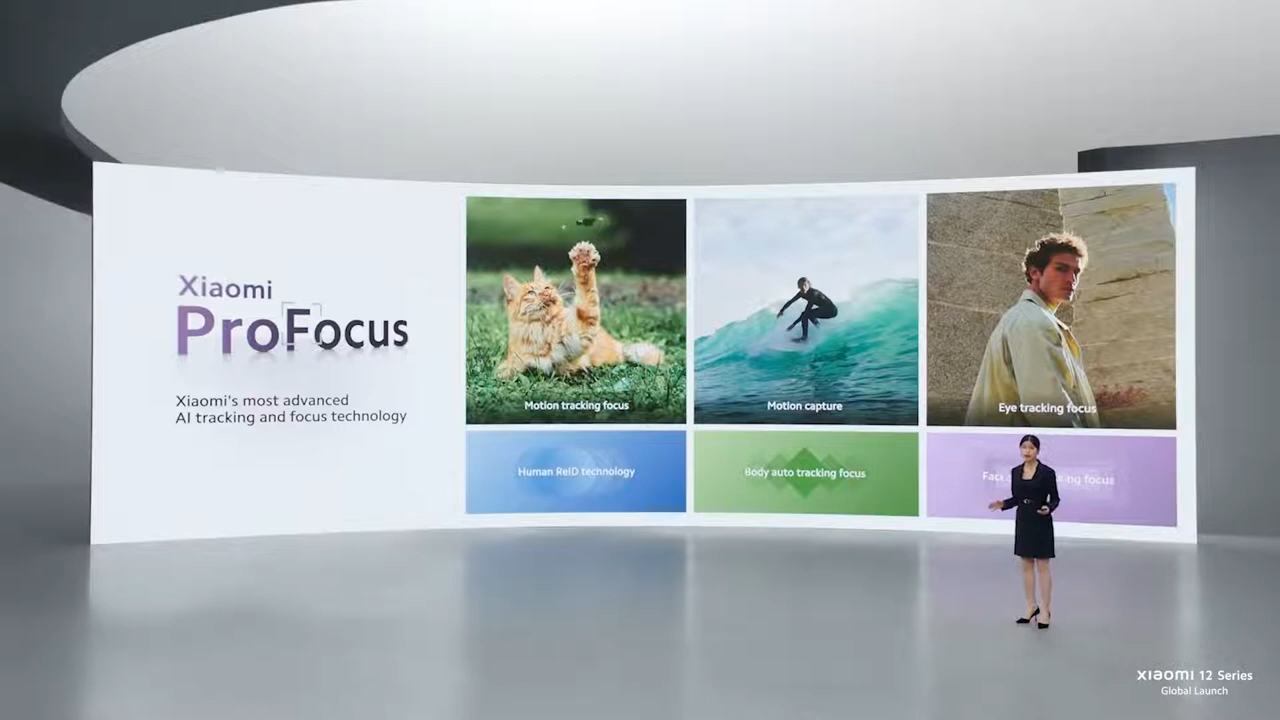 Xiaomi
ProFocus
Xiaomi's most advanced
AI tracking and focus technology
Motion tracking focus
Motion capture
Eye tracking focus
Human ReID technology
Body auto tracking focus
focus
XIAOMI 12 Series
Global Launch